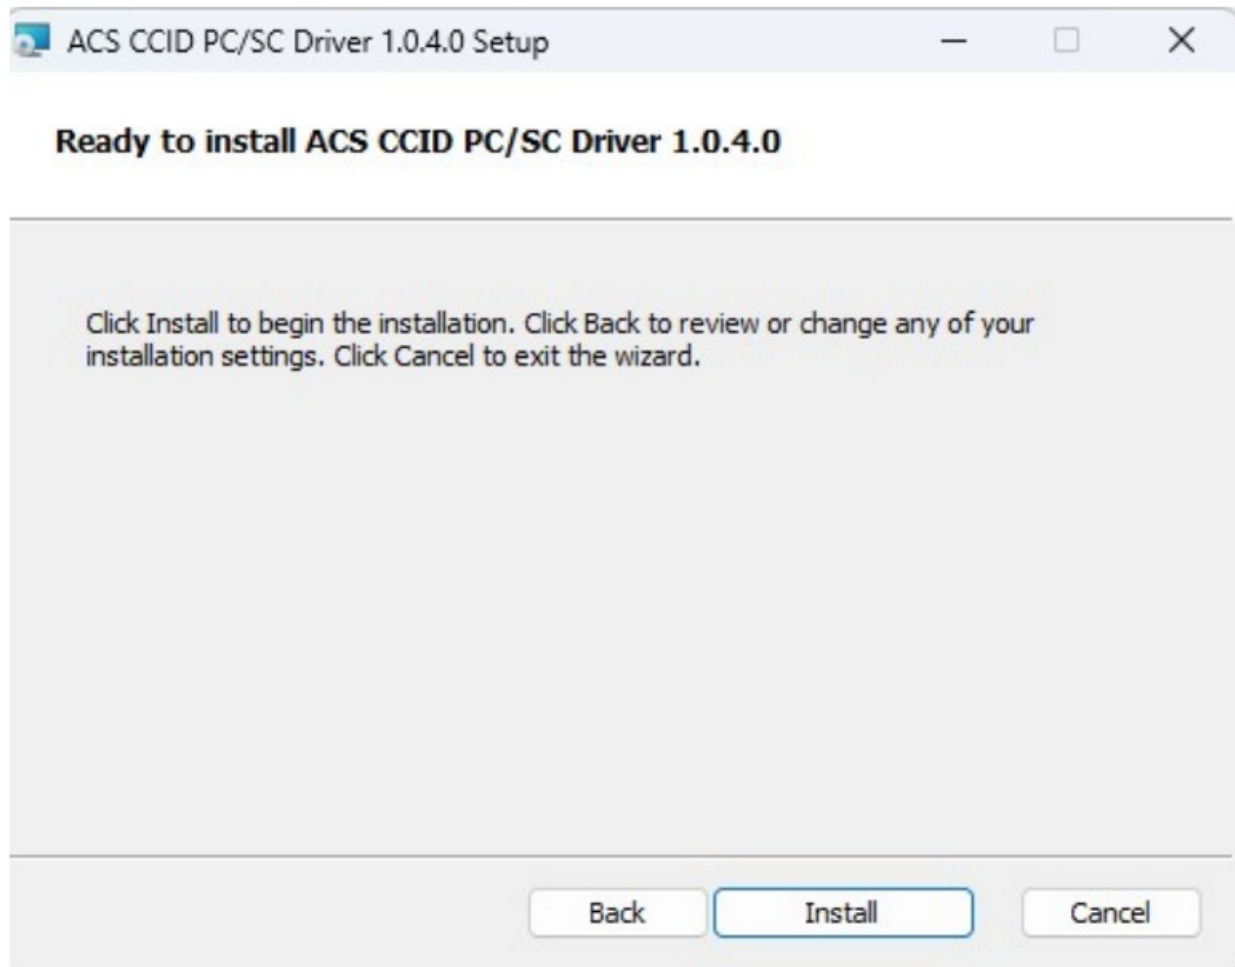 ACS CCID PC/SC Driver 1.0.4.0 Setup
Ready to install ACS CCID PC/SC Driver 1.0.4.0
Click Install to begin the installation. Click Back to review or change any of your
installation settings. Click Cancel to exit the wizard.
Back Install Cancel